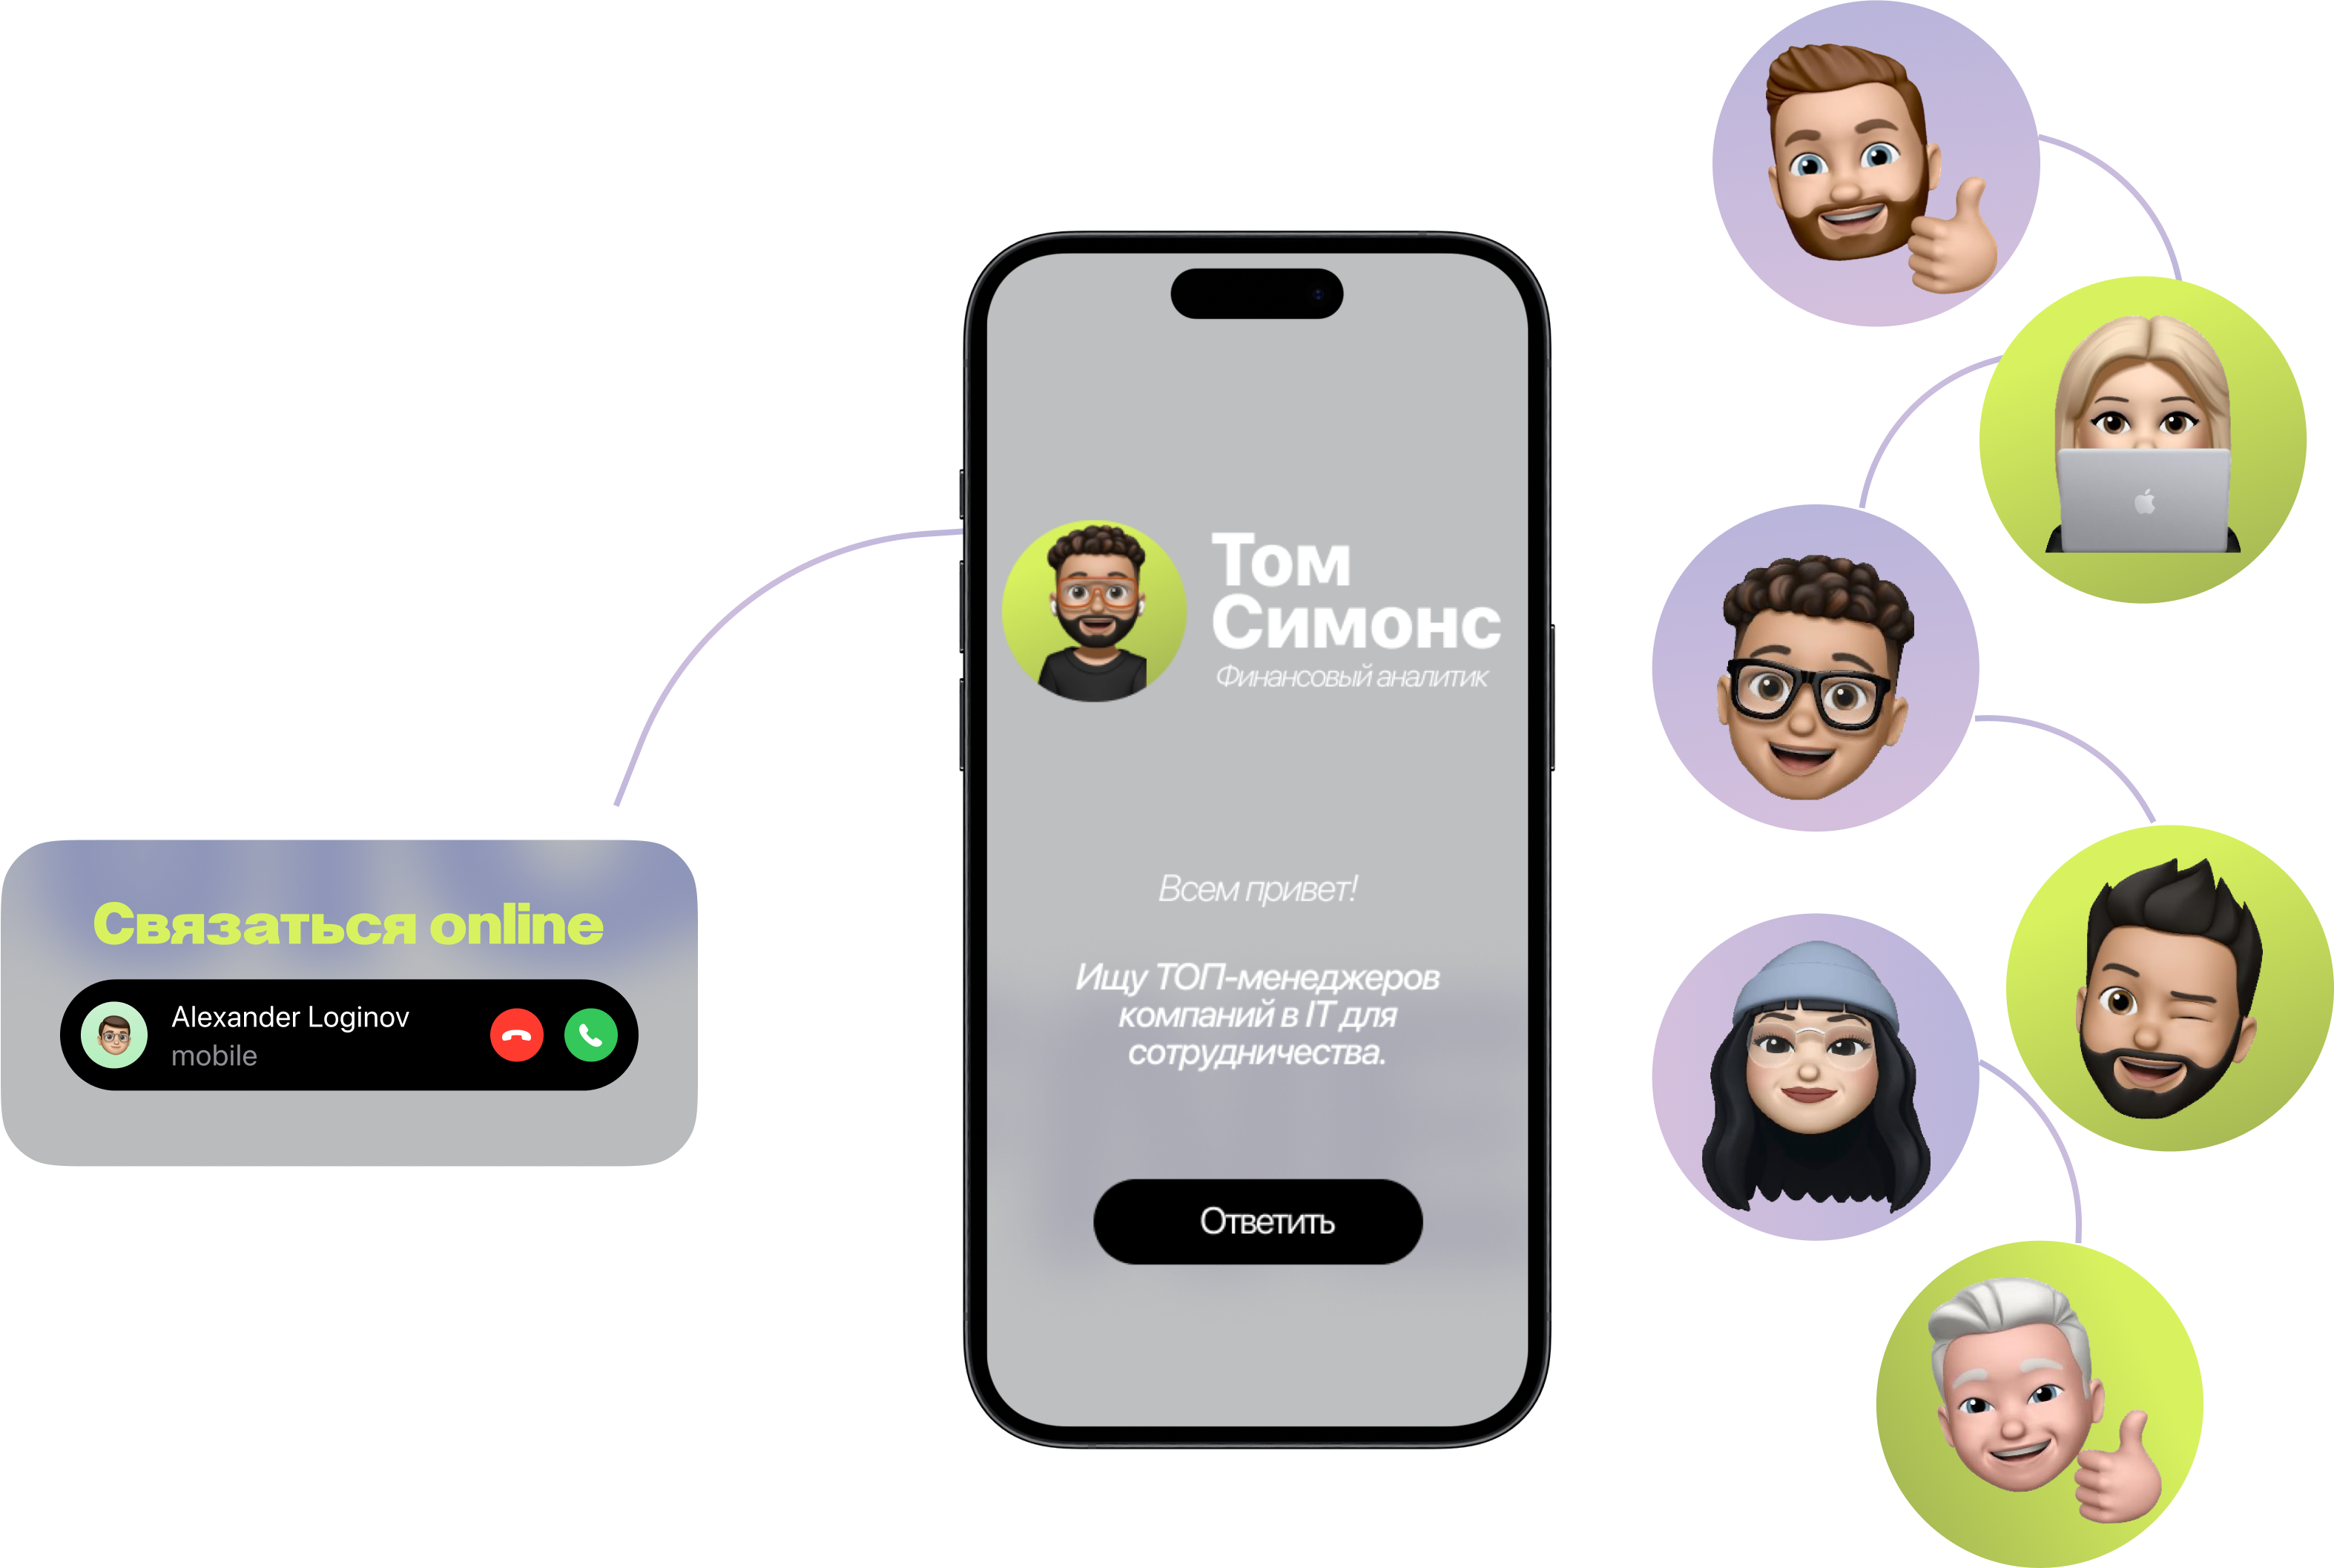 Связаться online
Alexander Loginov
mobile
Том
Симонс
Финансовый аналитик
Всем привет!
Ищу ТОП-менеджеров
компаний в IT для
сотрудничества.
Ответить